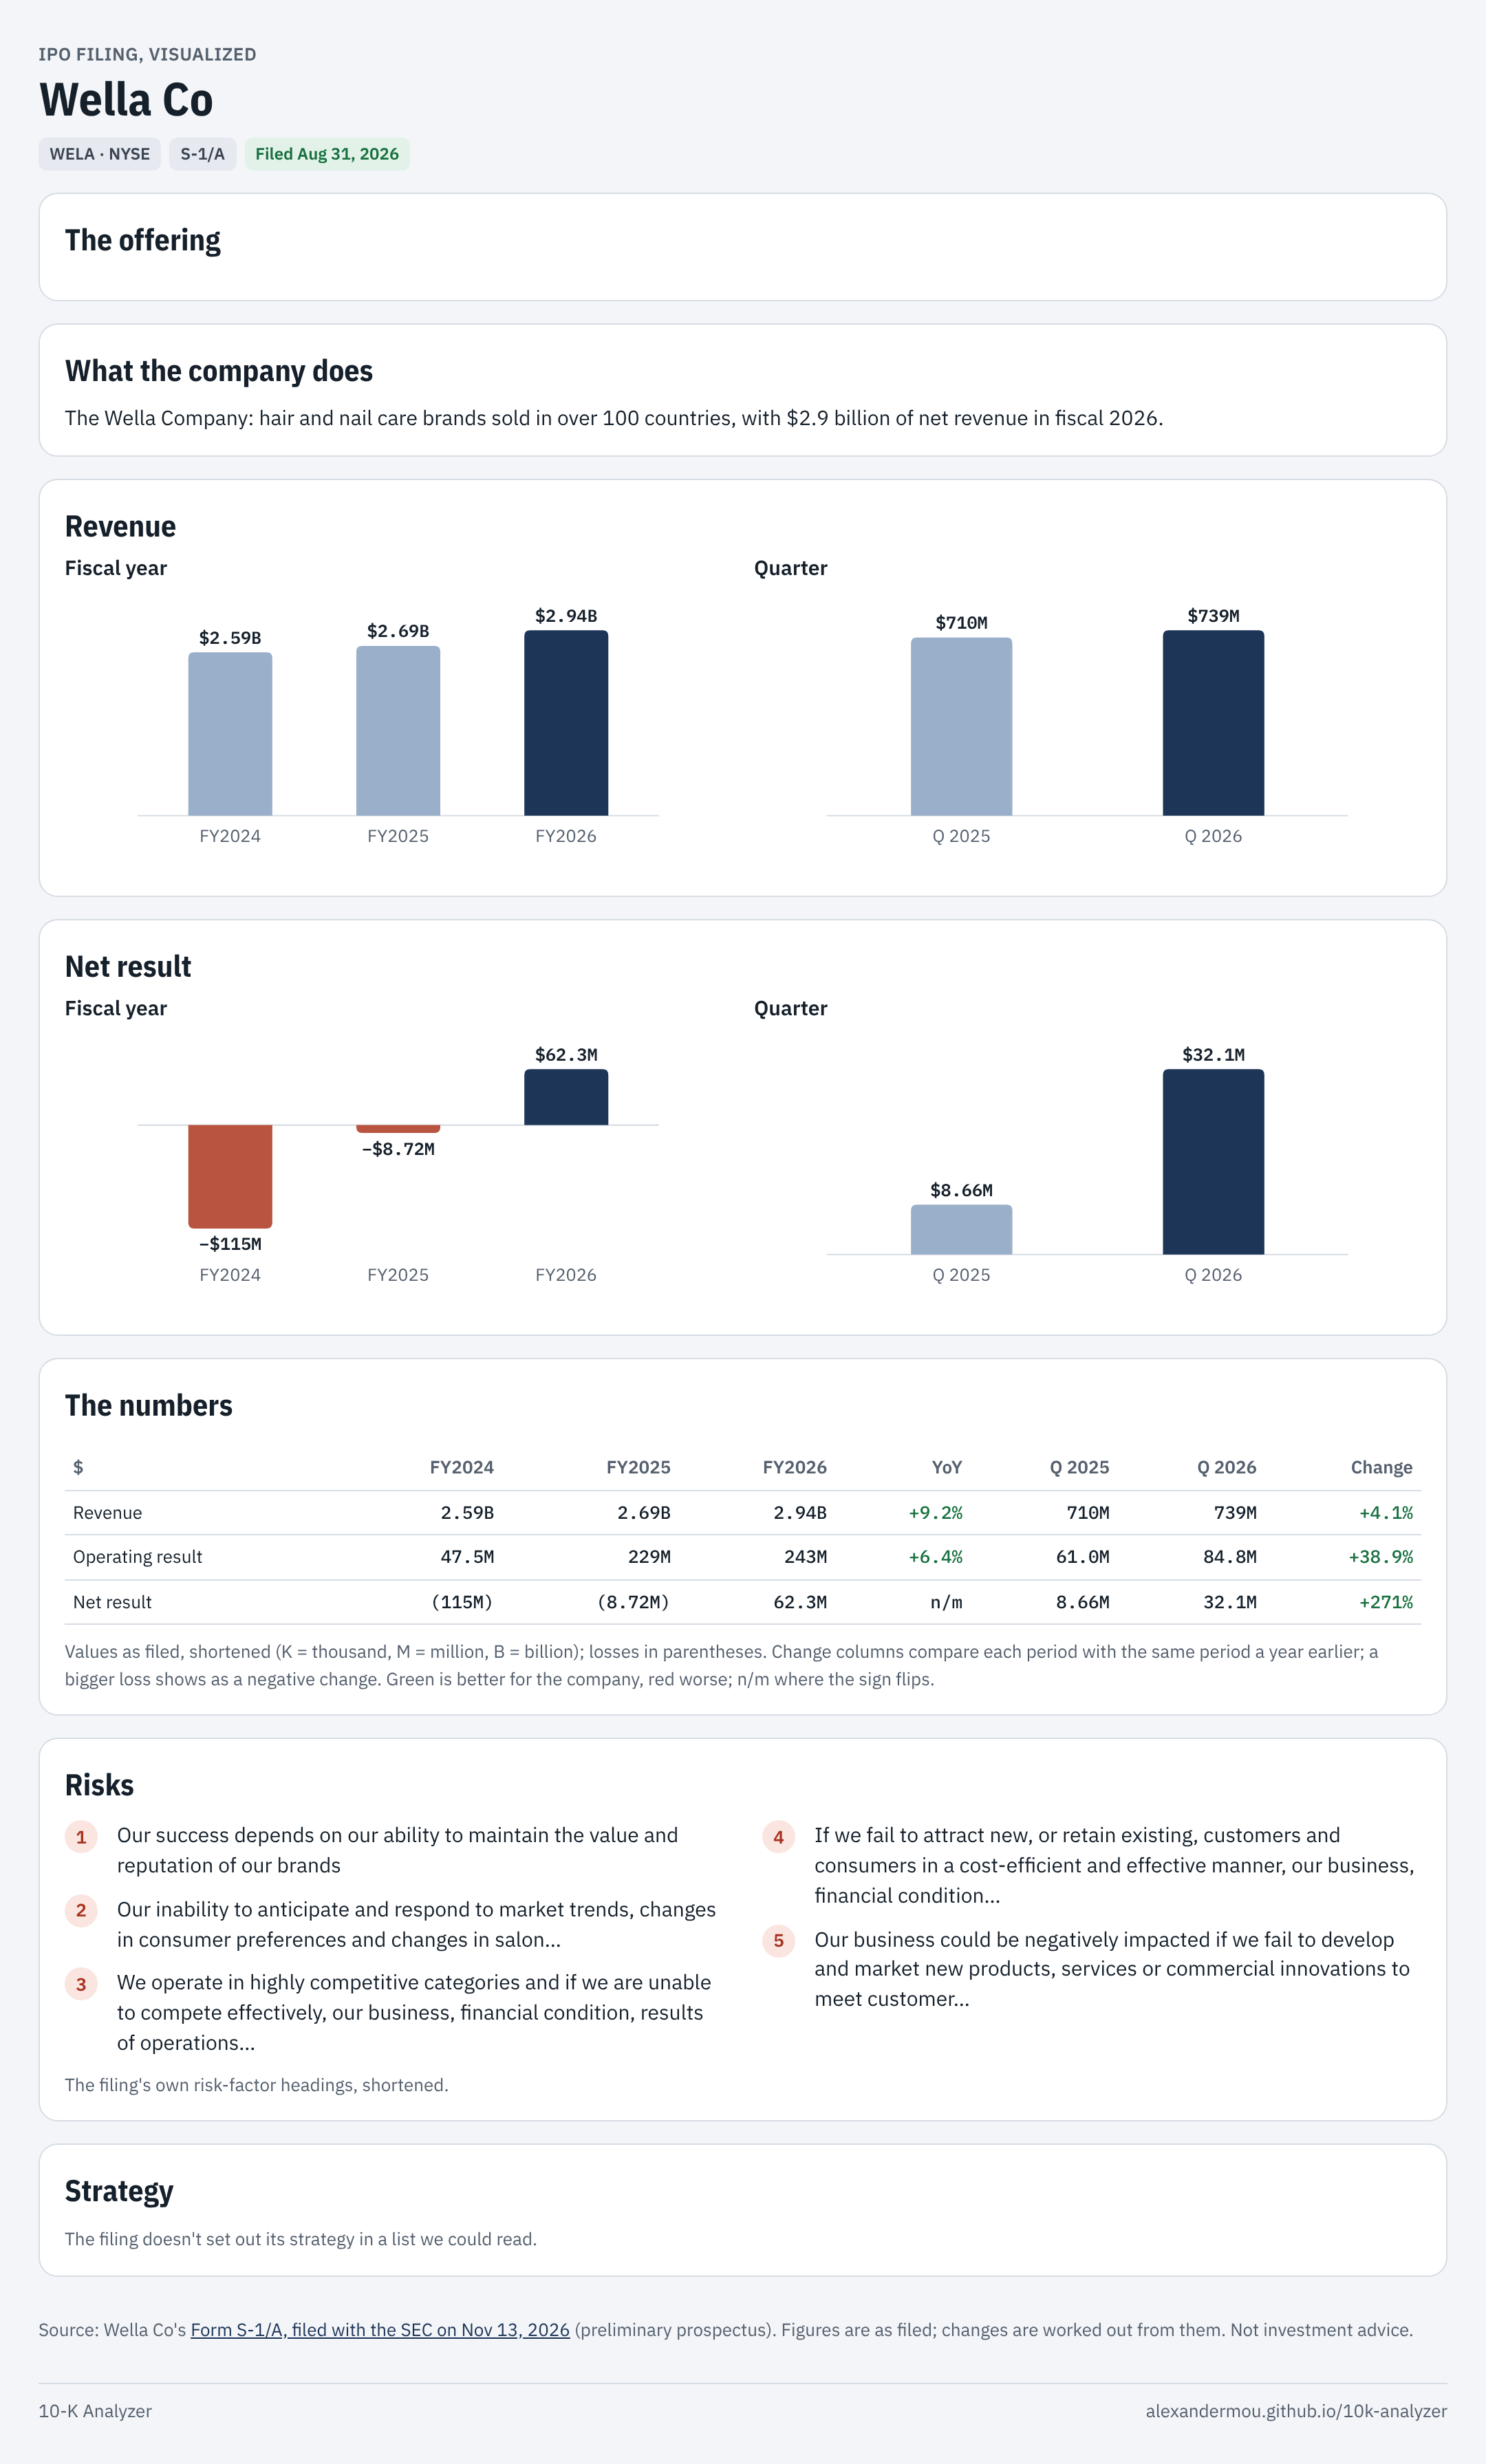 IPO FILING, VISUALIZED
Wella Co
WELA · NYSE
S-1/A
Filed Aug 31, 2026
The offering
What the company does
The Wella Company: hair and nail care brands sold in over 100 countries, with $2.9 billion of net revenue in fiscal 2026.
Revenue
Fiscal year
$2.59B
$2.69B
$2.94B
FY2024
FY2025
FY2026
Quarter
$710M
$739M
Q 2025
Q 2026
Net result
Fiscal year
$62.3M
−$8.72M
−$115M
FY2024
FY2025
FY2026
Quarter
$8.66M
$32.1M
Q 2025
Q 2026
The numbers
$ FY2024 FY2025 FY2026 YoY Q 2025 Q 2026 Change
Revenue 2.59B 2.69B 2.94B +9.2% 710M 739M +4.1%
Operating result 47.5M 229M 243M +6.4% 61.0M 84.8M +38.9%
Net result (115M) (8.72M) 62.3M n/m 8.66M 32.1M +271%
Values as filed, shortened (K = thousand, M = million, B = billion); losses in parentheses. Change columns compare each period with the same period a year earlier; a
bigger loss shows as a negative change. Green is better for the company, red worse; n/m where the sign flips.
Risks
1 Our success depends on our ability to maintain the value and
reputation of our brands
2 Our inability to anticipate and respond to market trends, changes
in consumer preferences and changes in salon…
3 We operate in highly competitive categories and if we are unable
to compete effectively, our business, financial condition, results
of operations…
4 If we fail to attract new, or retain existing, customers and
consumers in a cost-efficient and effective manner, our business,
financial condition…
5 Our business could be negatively impacted if we fail to develop
and market new products, services or commercial innovations to
meet customer…
The filing's own risk-factor headings, shortened.
Strategy
The filing doesn't set out its strategy in a list we could read.
Source: Wella Co's Form S-1/A, filed with the SEC on Nov 13, 2026 (preliminary prospectus). Figures are as filed; changes are worked out from them. Not investment advice.
10-K Analyzer
alexandermou.github.io/10k-analyzer